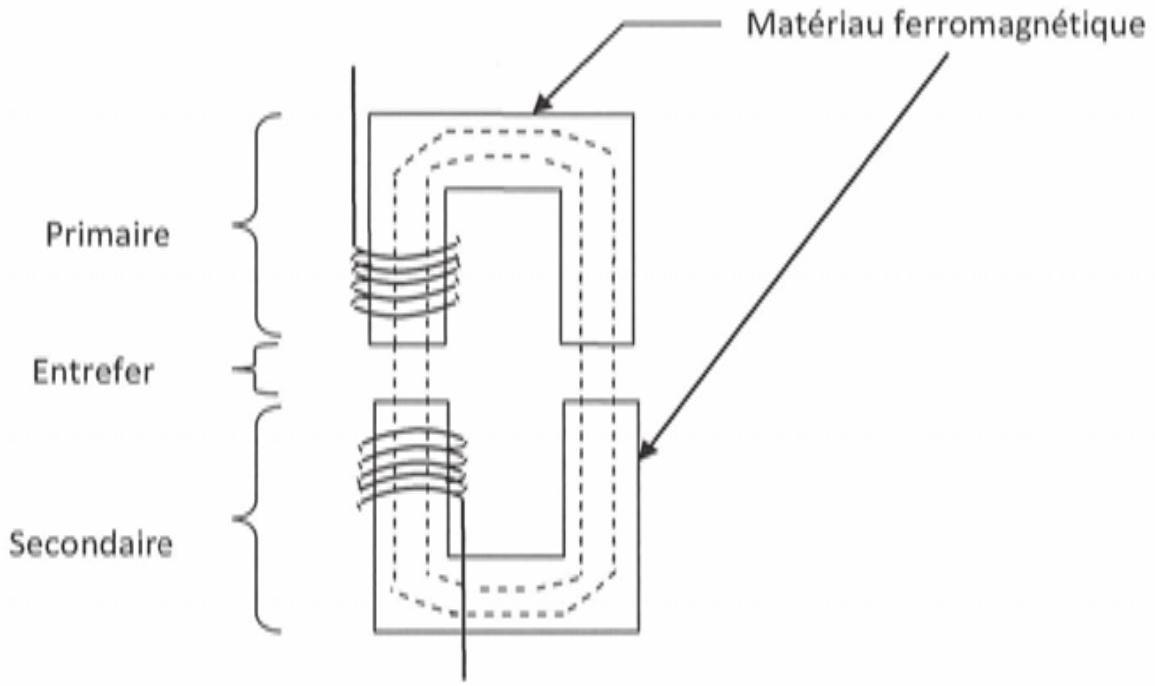 Matériau ferromagnétique
Primaire
Entrefer
Secondaire